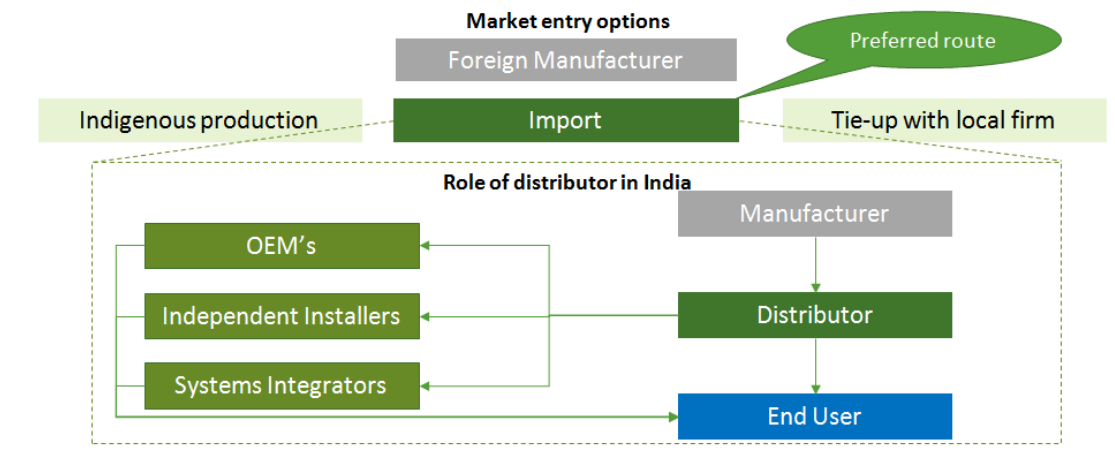 Market entry options
Preferred route
Foreign Manufacturer
Indigenous production
Import
Tie-up with local firm
Role of distributor in India
Manufacturer
OEM's
Independent Installers
Distributor
Systems Integrators
End User